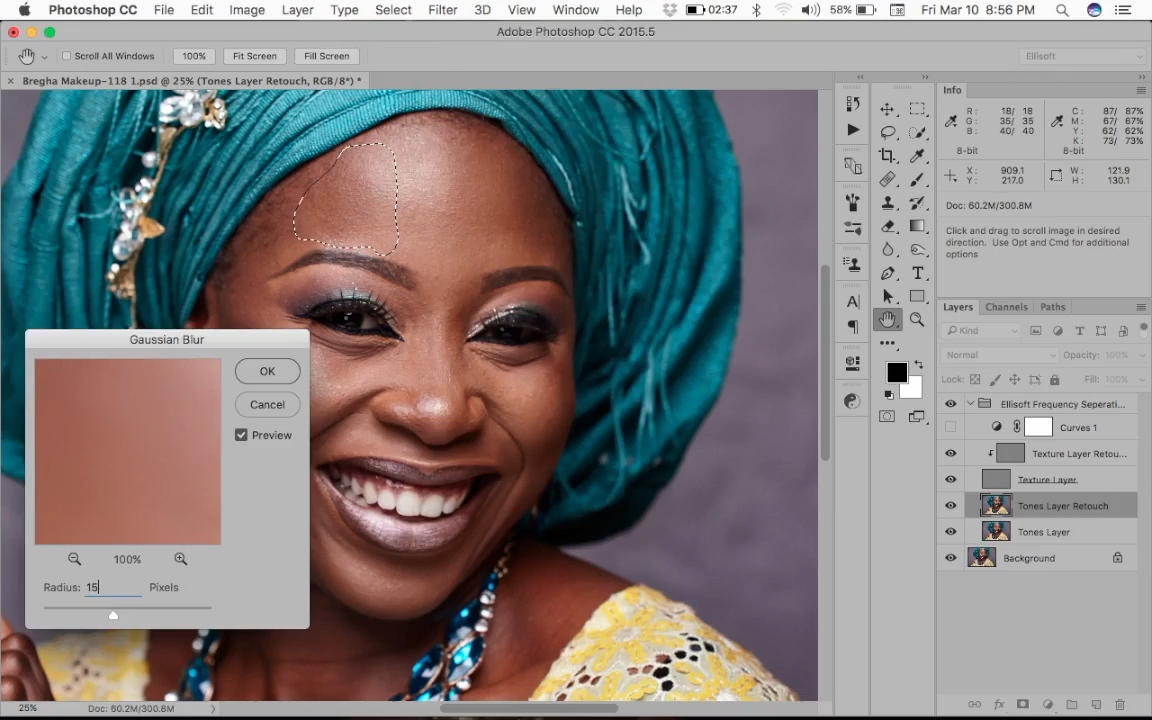 Photoshop CC File Edit Image Layer Type Select Filter 3D View Window Help 02:37 58% Fri Mar 10 8:56 PM
Adobe Photoshop CC 2015.5
Scroll All Windows 100% Fit Screen Fill Screen Ellisoft
× Bregha Makeup-118 1.psd @ 25% (Tones Layer Retouch, RGB/8*) *
Info
R : 18/ 18 C : 87/ 87%
G : 35/ 35 M : 67/ 67%
B : 40/ 40 Y : 62/ 62%
K : 73/ 73%
8-bit 8-bit
X : 909.1 W : 121.9
Y : 217.0 H : 130.1
Doc: 60.2M/300.8M
Click and drag to scroll image in desired
direction. Use Opt and Cmd for additional
options
Layers Channels Paths
Kind
Normal Opacity: 100%
Lock: Fill: 100%
Ellisoft Frequency Seperati...
Curves 1
Texture Layer Retou...
Texture Layer
Tones Layer Retouch
Tones Layer
Background
fx
Gaussian Blur
OK
Cancel
Preview
100%
Radius: 15 Pixels
25% Doc: 60.2M/300.8M